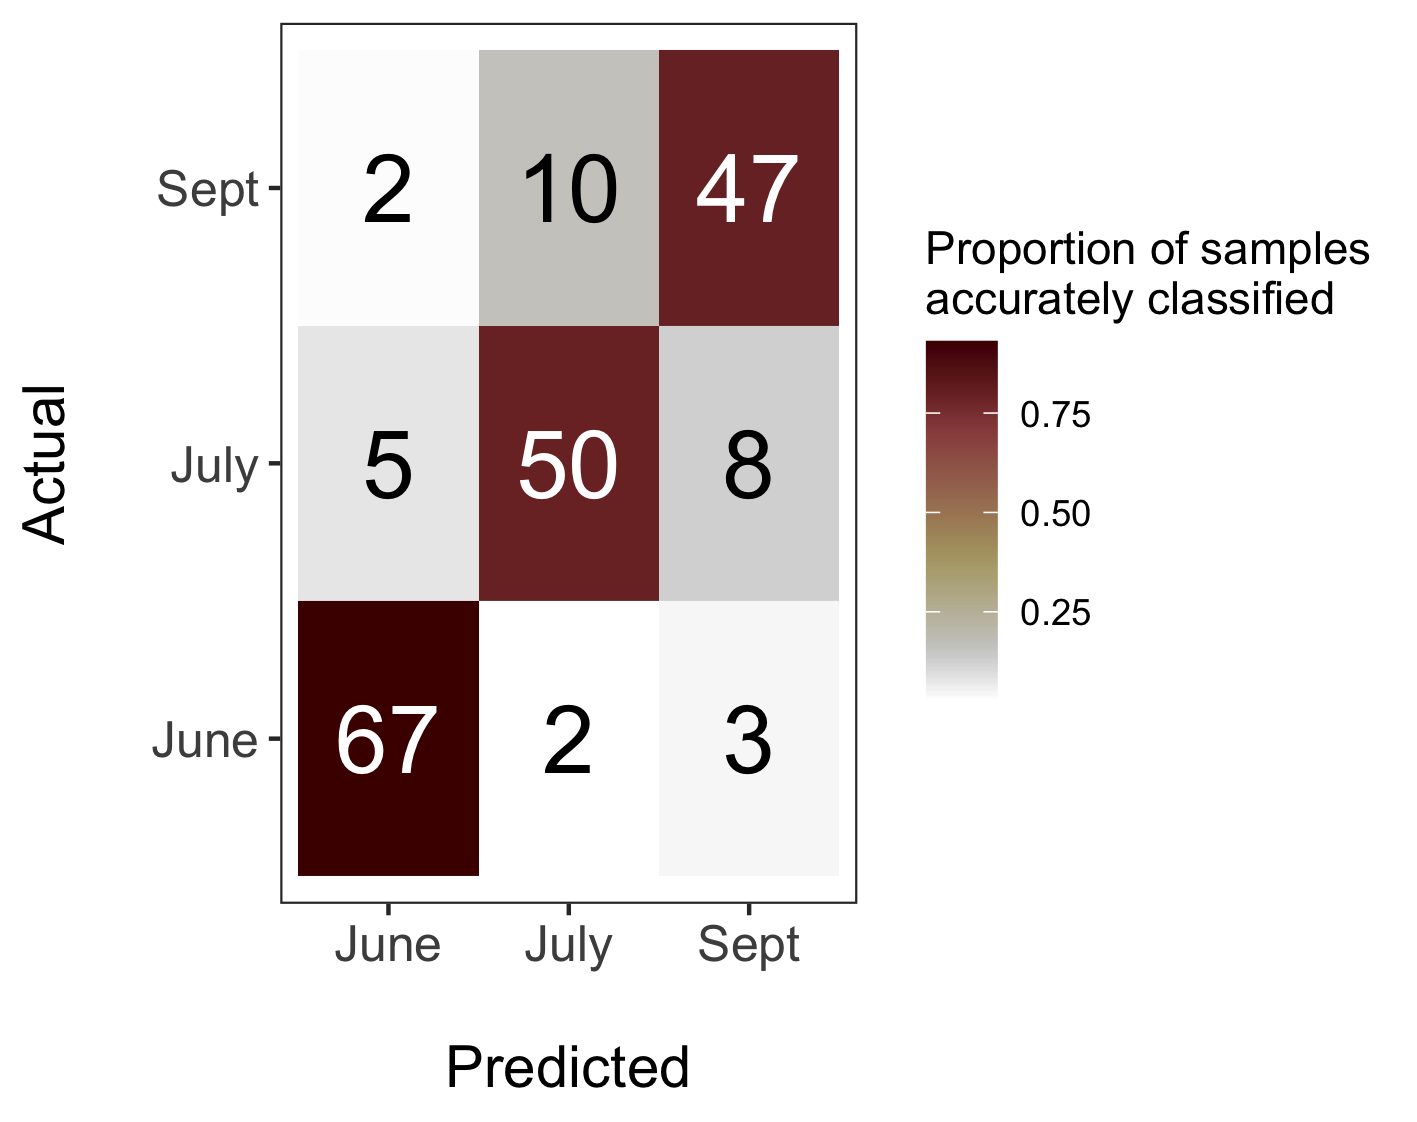 Actual
Sept
2 10 47
July
5 50 8
June
67 2 3
June July Sept
Predicted
Proportion of samples
accurately classified
0.75
0.50
0.25